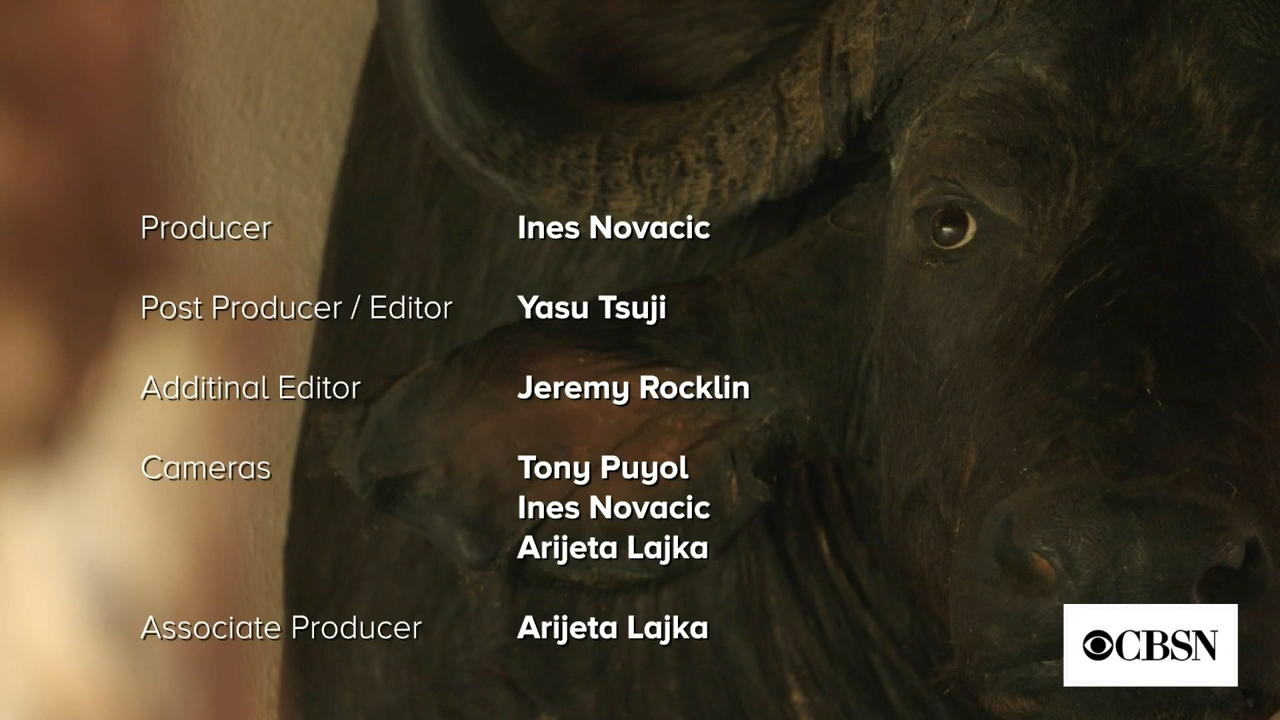 Producer Ines Novacic
Post Producer / Editor Yasu Tsuji
Additinal Editor Jeremy Rocklin
Cameras Tony Puyol
Ines Novacic
Arijeta Lajka
Associate Producer Arijeta Lajka
CBSN